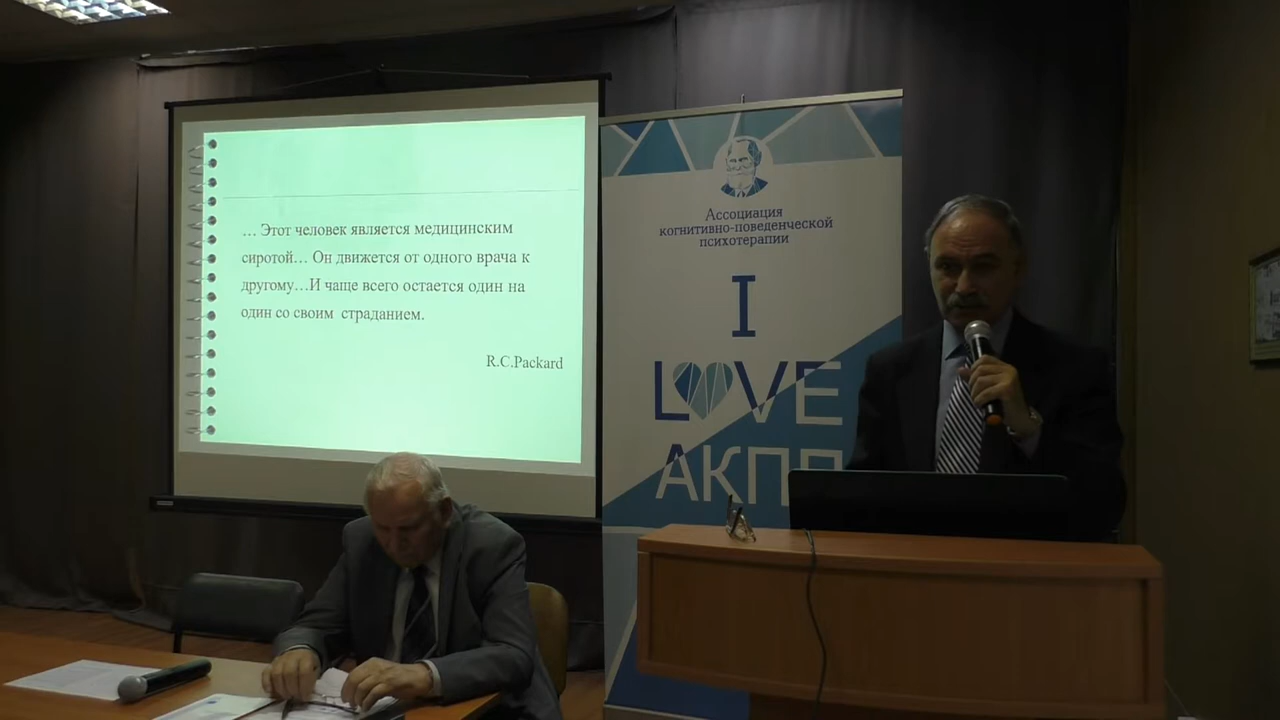 … Этот человек является медицинским
сиротой… Он движется от одного врача к
другому…И чаще всего остается один на
один со своим страданием.
R.C.Packard
Ассоциация
когнитивно-поведенческой
психотерапии
I
LOVE
АКПП